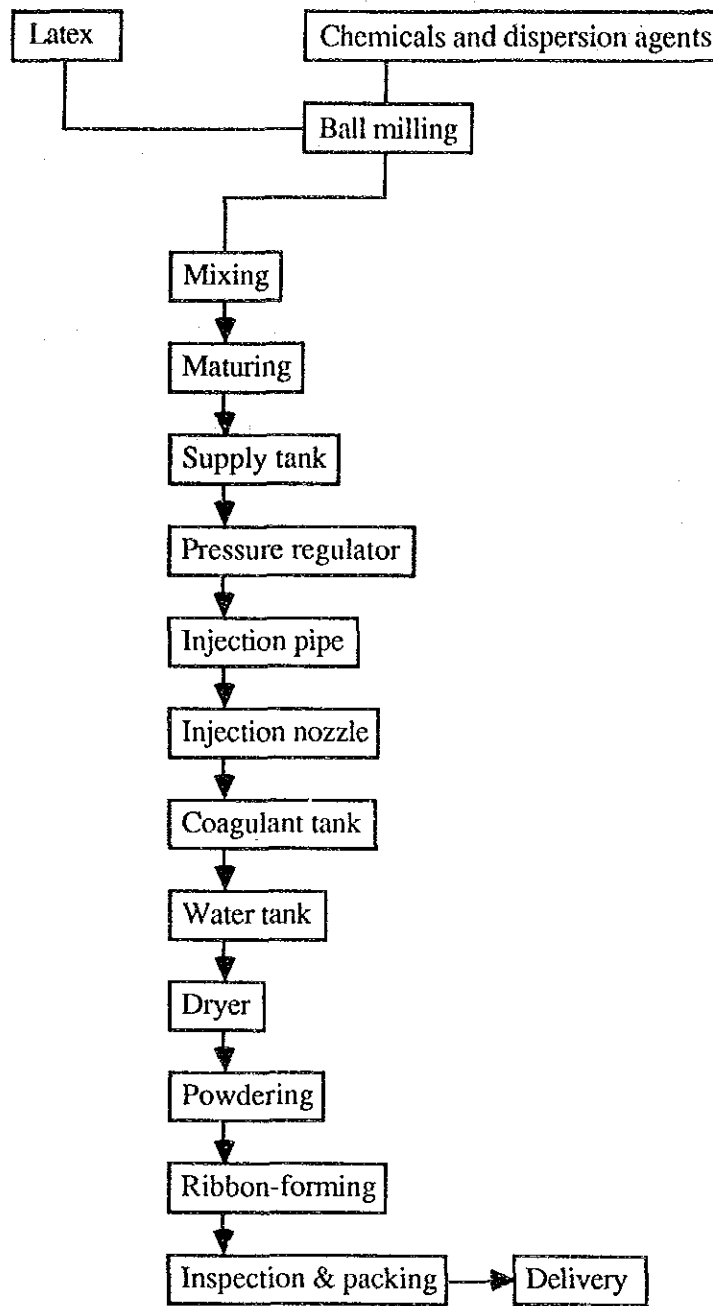 Latex
Chemicals and dispersion agents
Ball milling
Mixing
Maturing
Supply tank
Pressure regulator
Injection pipe
Injection nozzle
Coagulant tank
Water tank
Dryer
Powdering
Ribbon-forming
Inspection & packing
Delivery